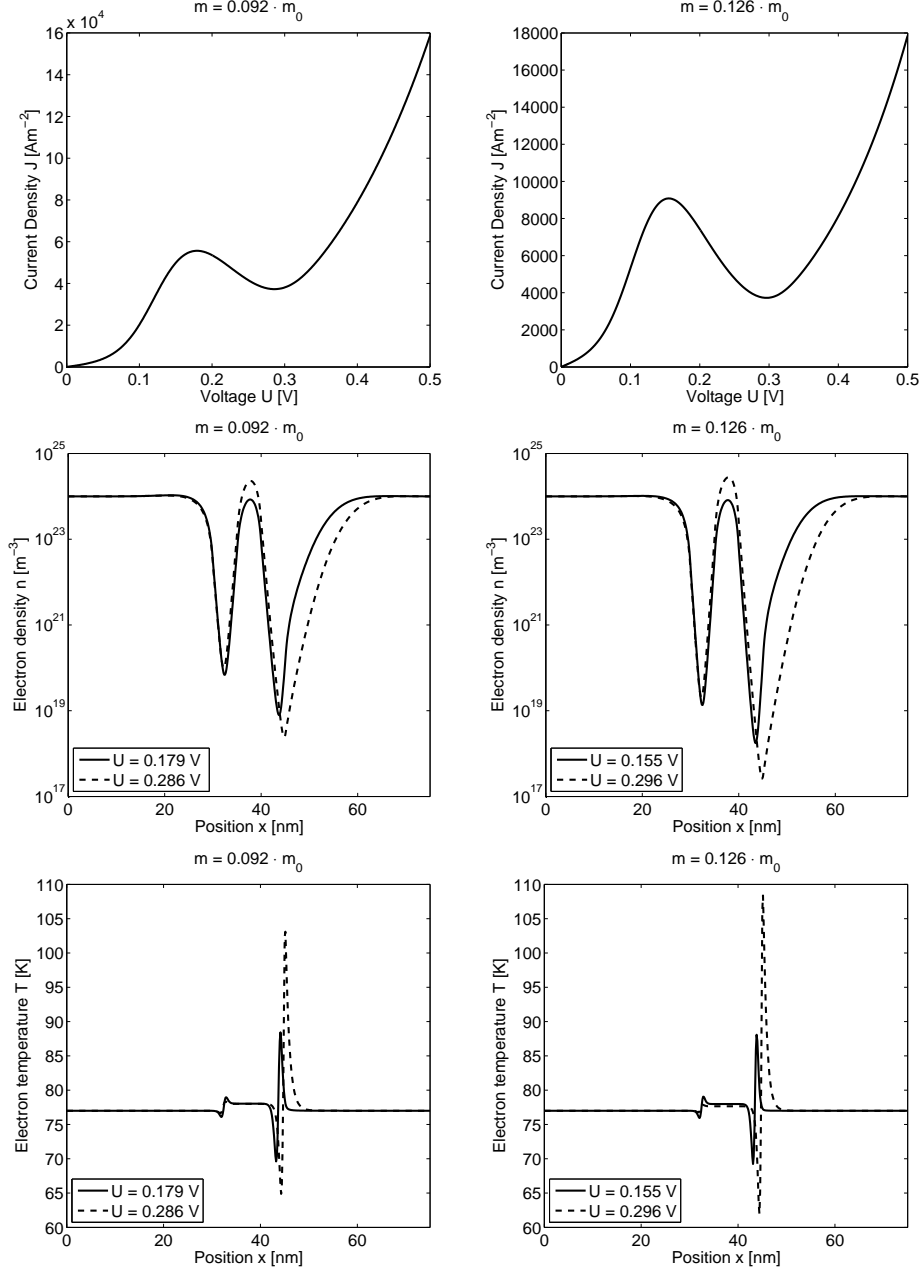 m = 0.092 · m0
x 10^4
16
14
12
10
8
6
4
2
0
0 0.1 0.2 0.3 0.4 0.5
Current Density J [Am−2]
Voltage U [V]
m = 0.126 · m0
18000
16000
14000
12000
10000
8000
6000
4000
2000
0
0 0.1 0.2 0.3 0.4 0.5
Current Density J [Am−2]
Voltage U [V]
m = 0.092 · m0
10^25
10^23
10^21
10^19
10^17
0 20 40 60
Electron density n [m−3]
Position x [nm]
U = 0.179 V
U = 0.286 V
m = 0.126 · m0
10^25
10^23
10^21
10^19
10^17
0 20 40 60
Electron density n [m−3]
Position x [nm]
U = 0.155 V
U = 0.296 V
m = 0.092 · m0
110
105
100
95
90
85
80
75
70
65
60
0 20 40 60
Electron temperature T [K]
Position x [nm]
U = 0.179 V
U = 0.286 V
m = 0.126 · m0
110
105
100
95
90
85
80
75
70
65
60
0 20 40 60
Electron temperature T [K]
Position x [nm]
U = 0.155 V
U = 0.296 V